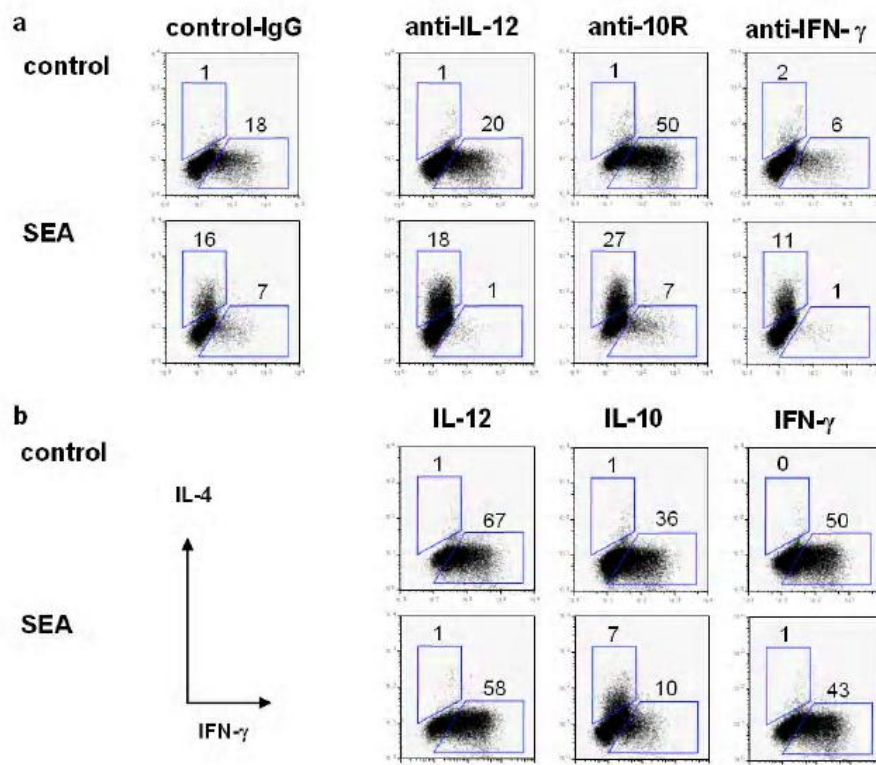 a
control-IgG anti-IL-12 anti-10R anti-IFN-γ
control
1 1 1 2
18 20 50 6
SEA
16 18 27 11
7 1 7 1
b
IL-12 IL-10 IFN-γ
control
1 1 0
IL-4
67 36 50
SEA
1 7 1
58 10 43
IFN-γ